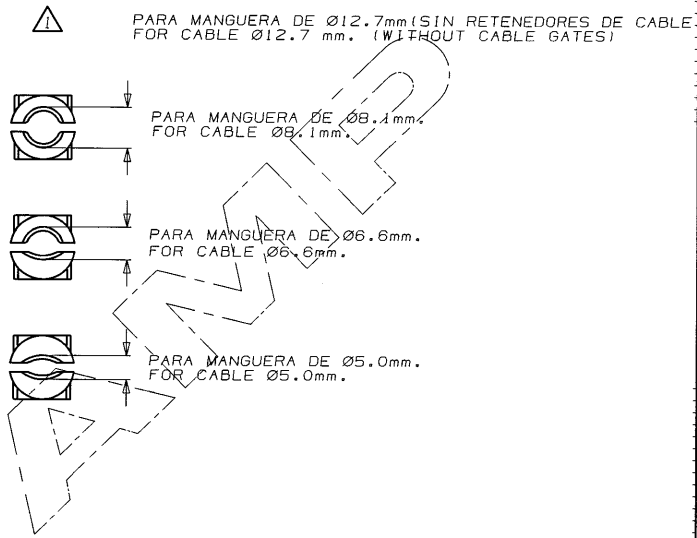 1
PARA MANGUERA DE Ø12.7mm(SIN RETENEDORES DE CABLE
FOR CABLE Ø12.7 mm. (WITHOUT CABLE GATES)
PARA MANGUERA DE Ø8.1mm.
FOR CABLE Ø8.1mm.
PARA MANGUERA DE Ø6.6mm.
FOR CABLE Ø6.6mm.
PARA MANGUERA DE Ø5.0mm.
FOR CABLE Ø5.0mm.
AMP